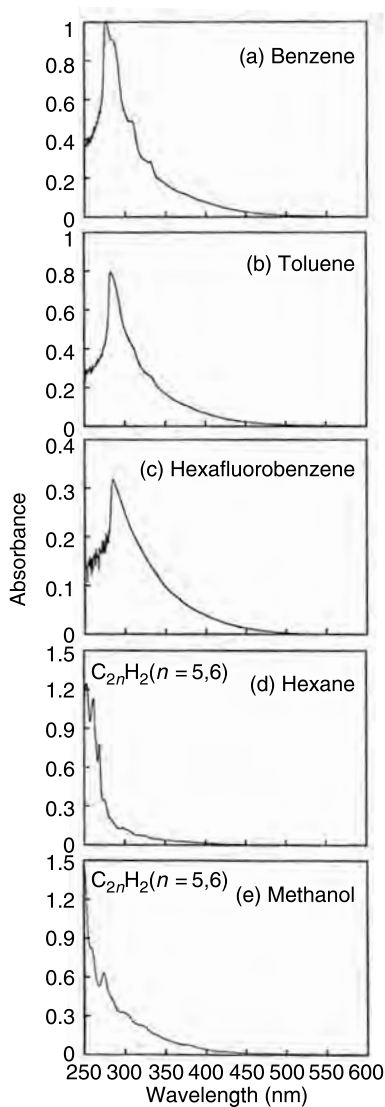 1
0.8
0.6
0.4
0.2
0
(a) Benzene
1
0.8
0.6
0.4
0.2
0
(b) Toluene
0.4
0.3
0.2
0.1
0
(c) Hexafluorobenzene
Absorbance
1.5
1.2
0.9
0.6
0.3
0
C₂ₙH₂(n = 5,6)
(d) Hexane
1.5
1.2
0.9
0.6
0.3
0
C₂ₙH₂(n = 5,6)
(e) Methanol
250 300 350 400 450 500 550 600
Wavelength (nm)